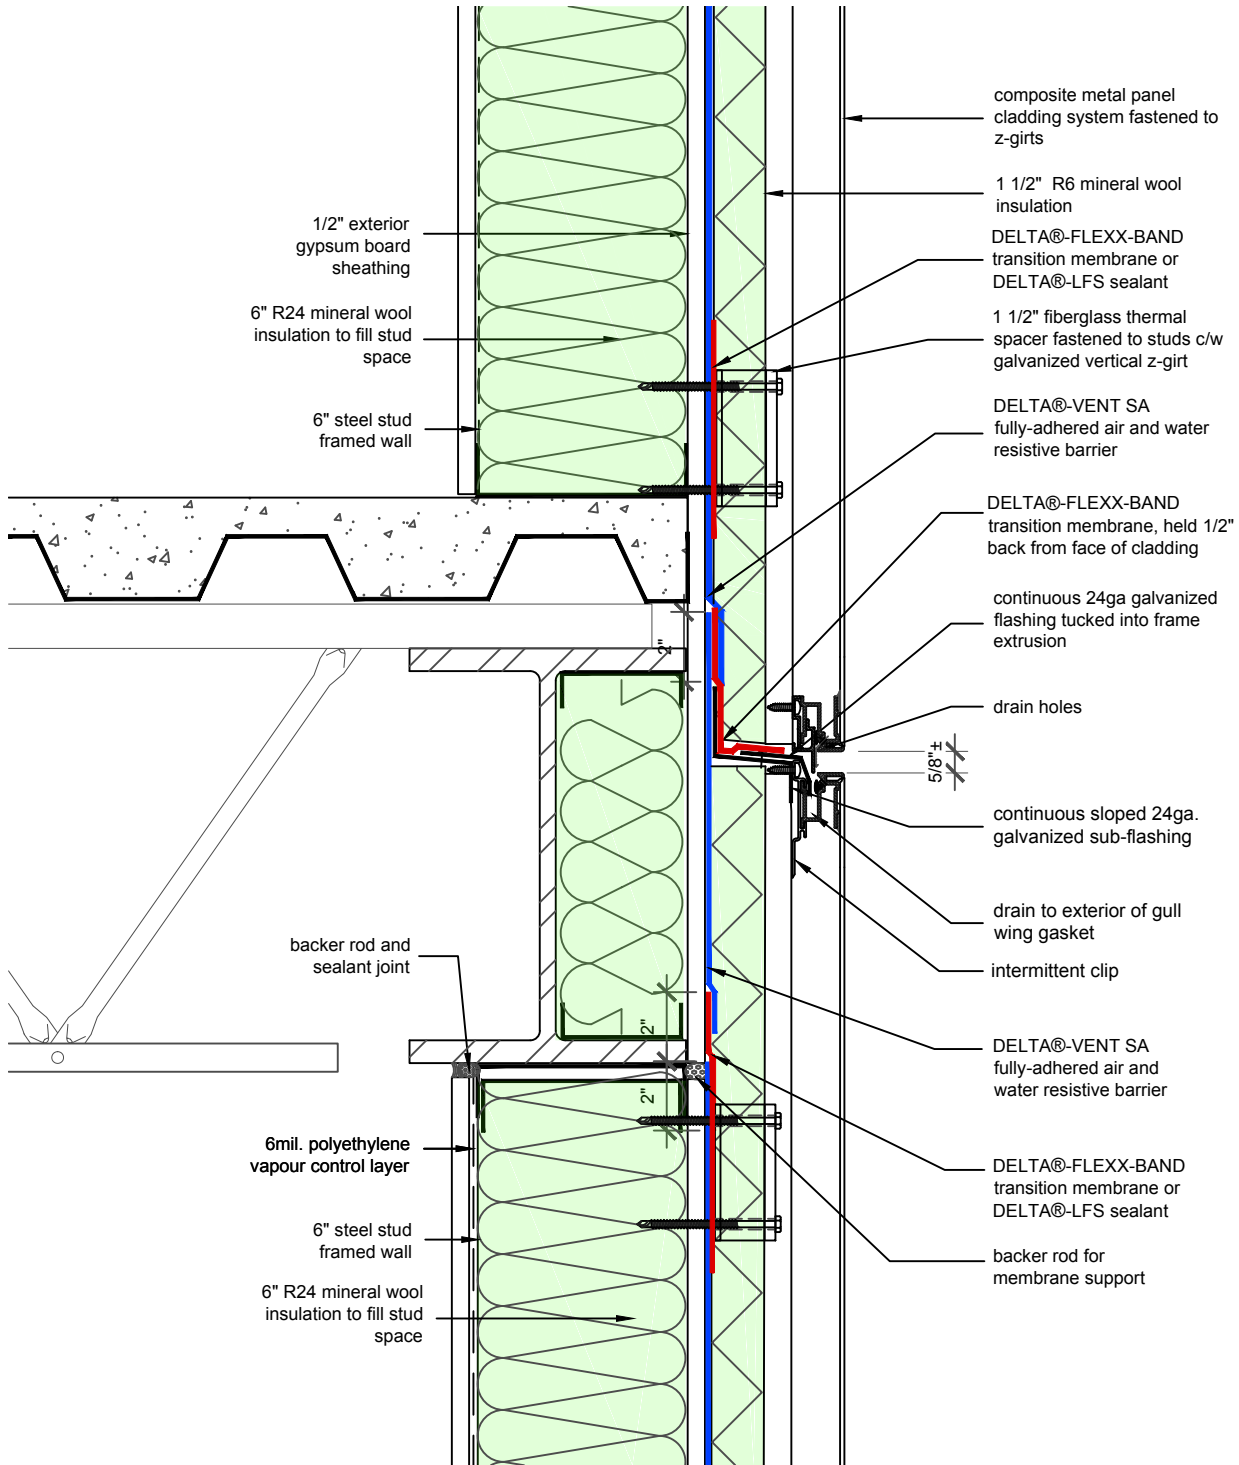 composite metal panel
cladding system fastened to
z-girts
1 1/2" R6 mineral wool
insulation
1/2" exterior
gypsum board
sheathing
DELTA®-FLEXX-BAND
transition membrane or
DELTA®-LFS sealant
6" R24 mineral wool
insulation to fill stud
space
1 1/2" fiberglass thermal
spacer fastened to studs c/w
galvanized vertical z-girt
6" steel stud
framed wall
DELTA®-VENT SA
fully-adhered air and water
resistive barrier
DELTA®-FLEXX-BAND
transition membrane, held 1/2"
back from face of cladding
continuous 24ga galvanized
flashing tucked into frame
extrusion
2"
drain holes
5/8"±
continuous sloped 24ga.
galvanized sub-flashing
drain to exterior of gull
wing gasket
backer rod and
sealant joint
intermittent clip
2"
DELTA®-VENT SA
fully-adhered air and
water resistive barrier
2"
6mil. polyethylene
vapour control layer
DELTA®-FLEXX-BAND
transition membrane or
DELTA®-LFS sealant
6" steel stud
framed wall
backer rod for
membrane support
6" R24 mineral wool
insulation to fill stud
space